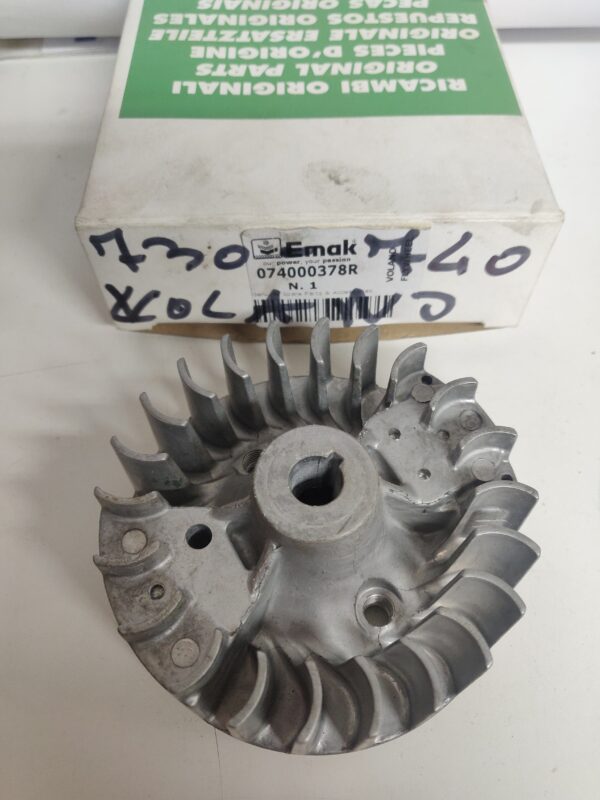 RICAMBI ORIGINALI
ORIGINAL PARTS
PIECES D'ORIGINE
ORIGINALE ERSATZTEILE
REPUESTOS ORIGINALES
PEÇAS ORIGINAIS
730 740
Emak
our power, your passion
074000378R
N. 1